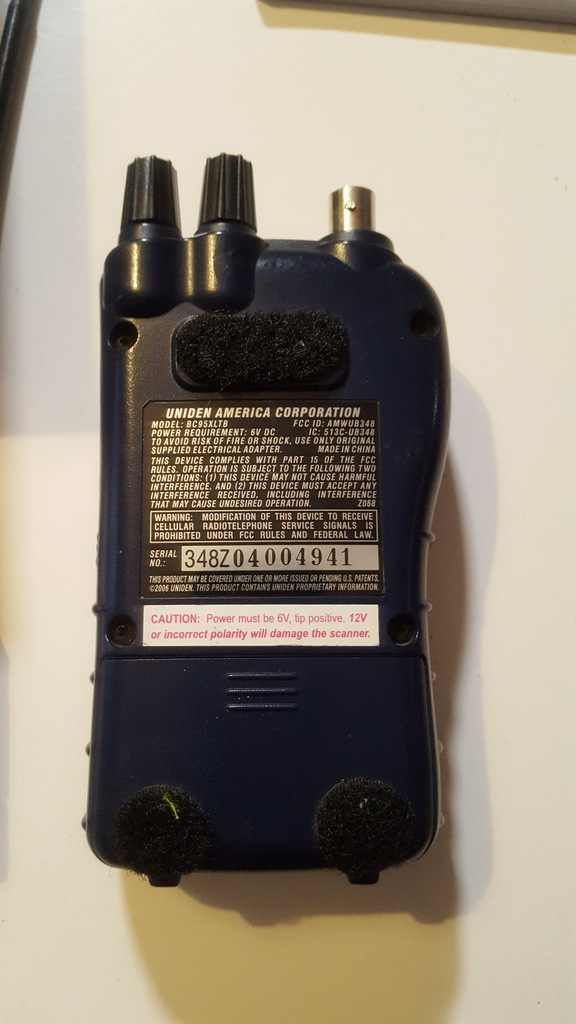 UNIDEN AMERICA CORPORATION
MODEL: BC95XLTB FCC ID: AMWUB348
POWER REQUIREMENT: 6V DC IC: 513C-UB348
TO AVOID RISK OF FIRE OR SHOCK, USE ONLY ORIGINAL
SUPPLIED ELECTRICAL ADAPTER. MADE IN CHINA
THIS DEVICE COMPLIES WITH PART 15 OF THE FCC
RULES. OPERATION IS SUBJECT TO THE FOLLOWING TWO
CONDITIONS: (1) THIS DEVICE MAY NOT CAUSE HARMFUL
INTERFERENCE, AND (2) THIS DEVICE MUST ACCEPT ANY
INTERFERENCE RECEIVED, INCLUDING INTERFERENCE
THAT MAY CAUSE UNDESIRED OPERATION. Z068
WARNING: MODIFICATION OF THIS DEVICE TO RECEIVE
CELLULAR RADIOTELEPHONE SERVICE SIGNALS IS
PROHIBITED UNDER FCC RULES AND FEDERAL LAW.
SERIAL
NO.: 348Z04004941
THIS PRODUCT MAY BE COVERED UNDER ONE OR MORE ISSUED OR PENDING U.S. PATENTS.
©2006 UNIDEN. THIS PRODUCT CONTAINS UNIDEN PROPRIETARY INFORMATION.
CAUTION: Power must be 6V, tip positive. 12V
or incorrect polarity will damage the scanner.